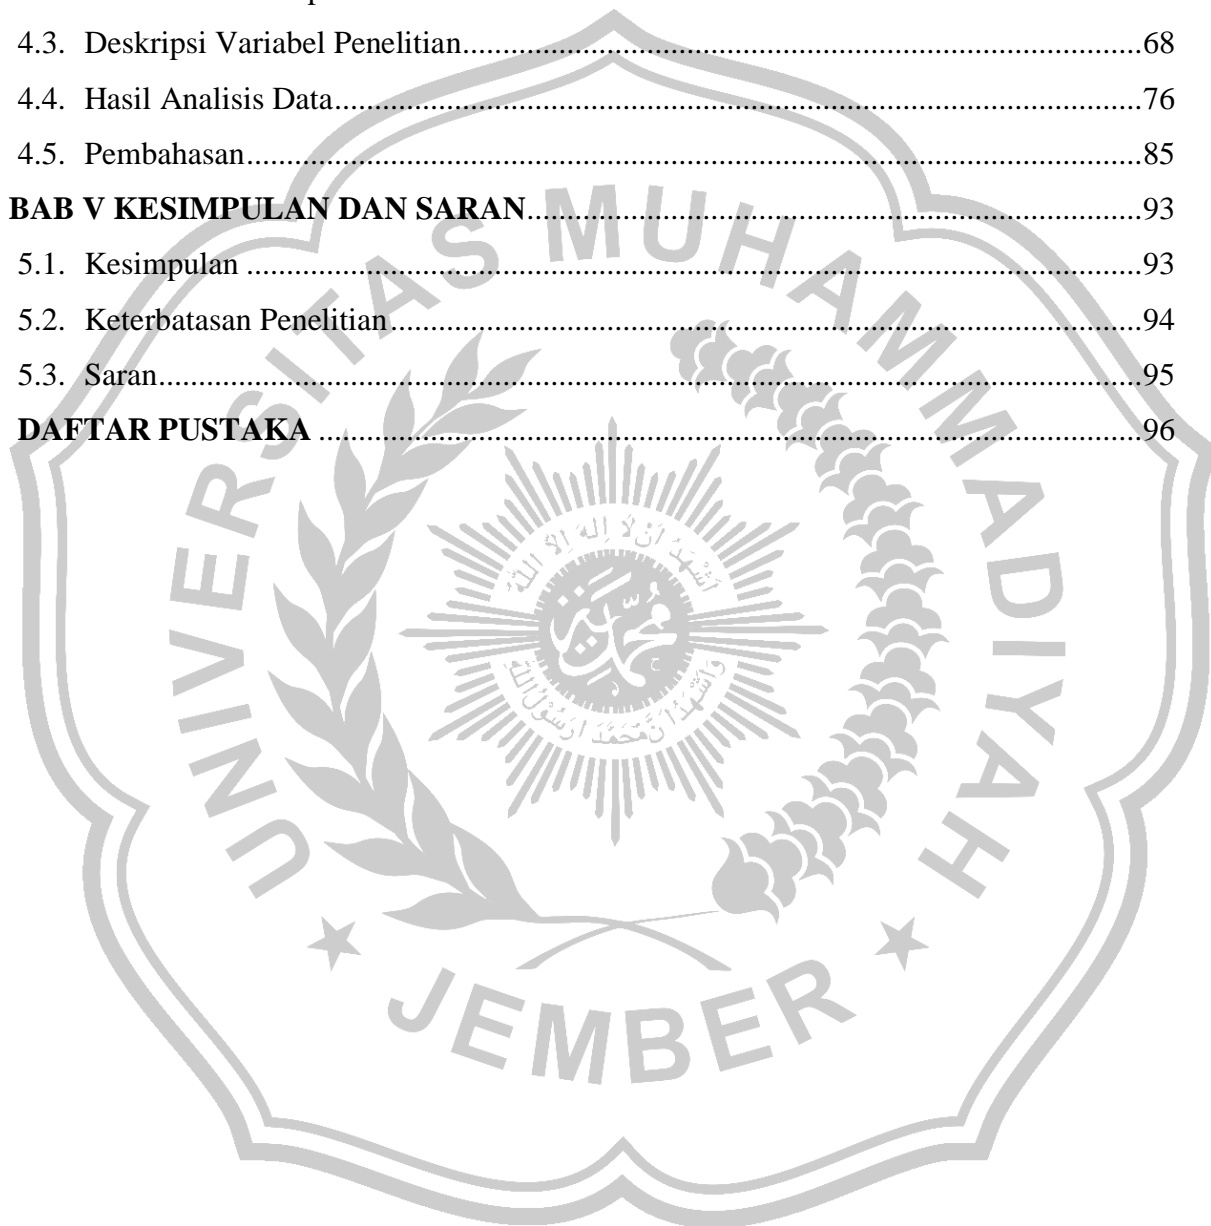 4.3. Deskripsi Variabel Penelitian....................68
4.4. Hasil Analisis Data....................76
4.5. Pembahasan....................85
BAB V KESIMPULAN DAN SARAN....................93
5.1. Kesimpulan ....................93
5.2. Keterbatasan Penelitian....................94
5.3. Saran....................95
DAFTAR PUSTAKA ....................96
UNIVERSITAS MUHAMMADIYAH
JEMBER